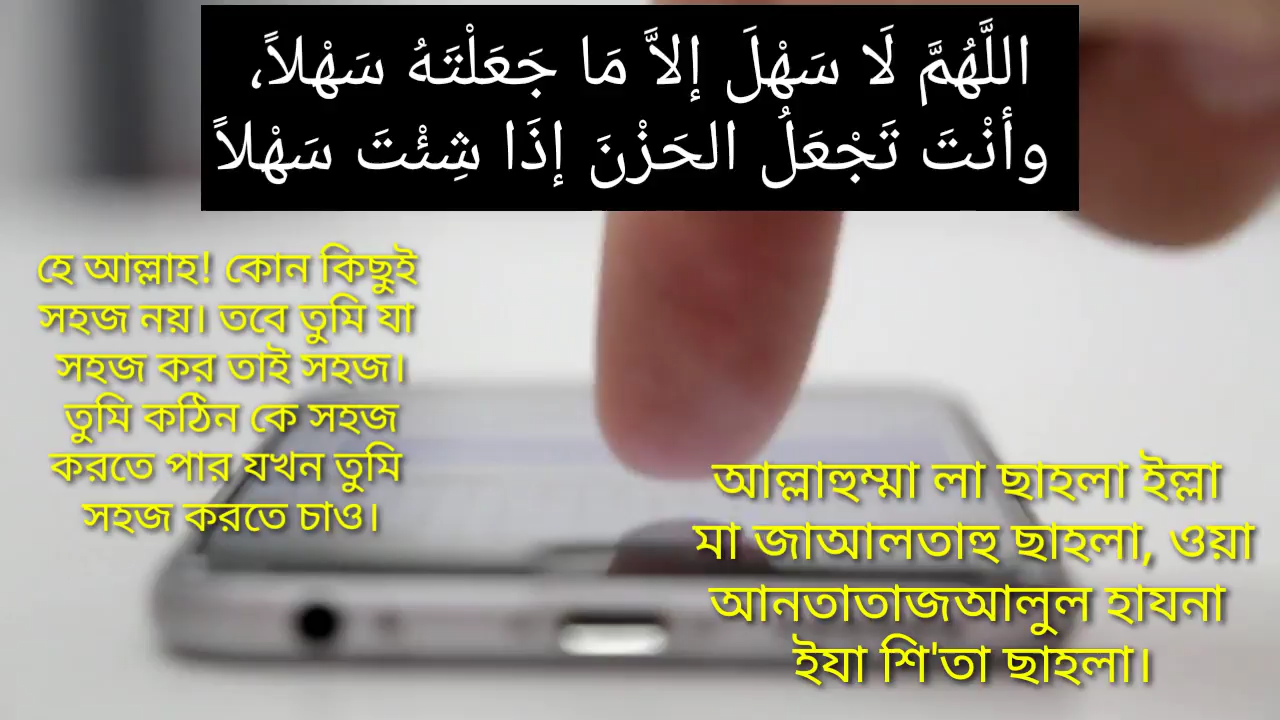 اللَّهُمَّ لَا سَهْلَ إلاَّ مَا جَعَلْتَهُ سَهْلاً،
وأنْتَ تَجْعَلُ الحَزْنَ إذَا شِئْتَ سَهْلاً
হে আল্লাহ! কোন কিছুই
সহজ নয়। তবে তুমি যা
সহজ কর তাই সহজ।
তুমি কঠিন কে সহজ
করতে পার যখন তুমি
সহজ করতে চাও।
আল্লাহুম্মা লা ছাহলা ইল্লা
মা জাআলতাহু ছাহলা, ওয়া
আনতাতাজআলুল হাযনা
ইযা শি'তা ছাহলা।